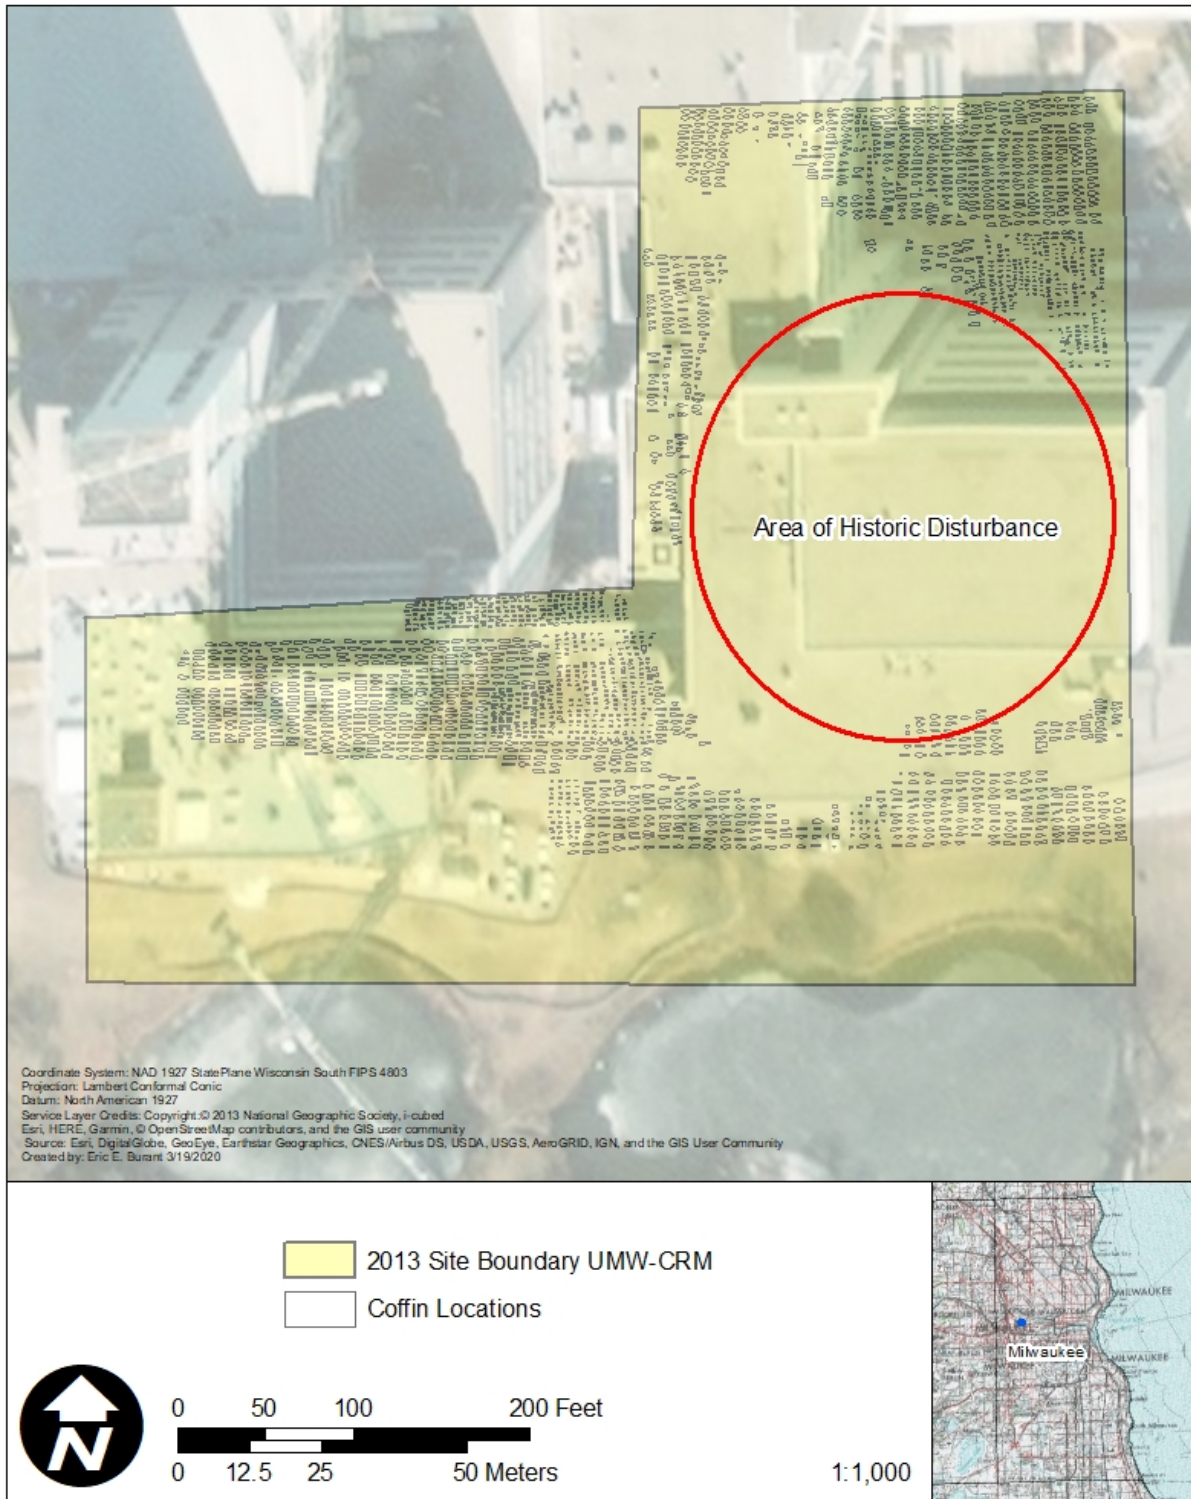 Area of Historic Disturbance
Coordinate System: NAD 1927 StatePlane Wisconsin South FIPS 4803
Projection: Lambert Conformal Conic
Datum: North American 1927
Service Layer Credits: Copyright:© 2013 National Geographic Society, i-cubed
Esri, HERE, Garmin, © OpenStreetMap contributors, and the GIS user community
Source: Esri, DigitalGlobe, GeoEye, Earthstar Geographics, CNES/Airbus DS, USDA, USGS, AeroGRID, IGN, and the GIS User Community
Created by: Eric E. Burant 3/19/2020
2013 Site Boundary UMW-CRM
Coffin Locations
N
0 50 100 200 Feet
0 12.5 25 50 Meters
1:1,000
MILWAUKEE
Milwaukee
MILWAUKEE